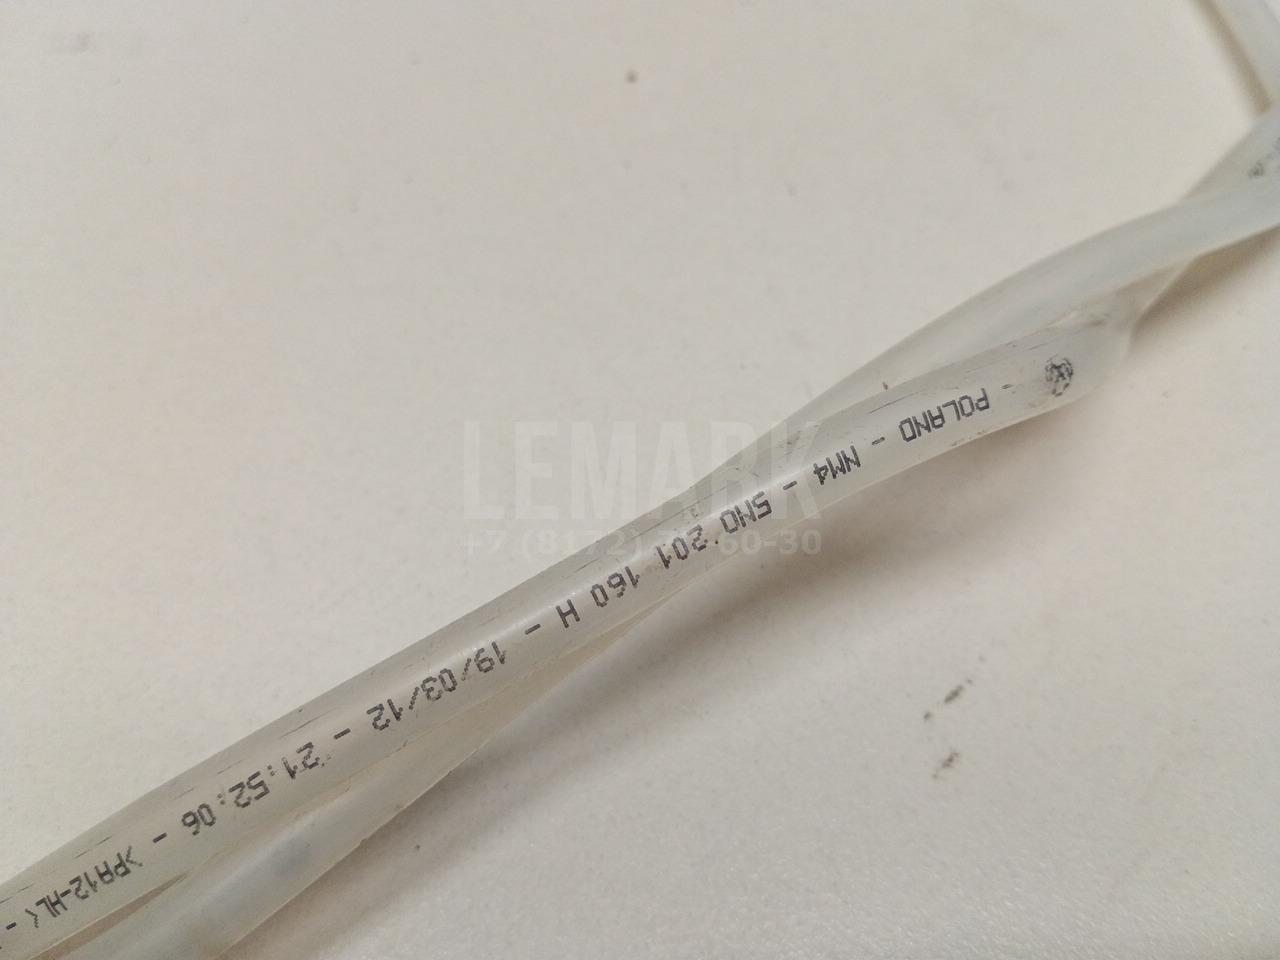 - POLAND - NM4 - 5N0 201 160 H - 19/03/12 - 21:52:06 - >PA12-HL< -
LEMARK
+7 (8172) 60-30